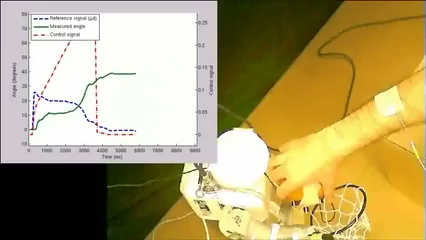 Reference signal (µs)
Measured angle
Control signal
80
70
60
50
40
30
20
10
0
-10
0.25
0.2
0.15
0.1
0.05
0
0 1000 2000 3000 4000 5000 6000 7000 8000 9000
Angle (degrees)
Control signal
Time (ms)